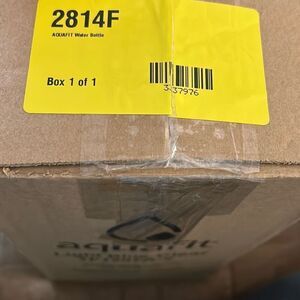 2814F
AQUAFIT Water Bottle
Box 1 of 1
3-37976
aquafit